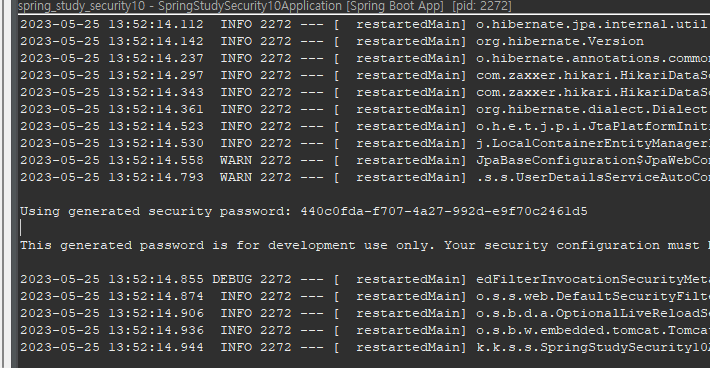 spring_study_security10 - SpringStudySecurity10Application [Spring Boot App] [pid: 2272]
2023-05-25 13:52:14.112  INFO 2272 --- [  restartedMain] o.hibernate.jpa.internal.util
2023-05-25 13:52:14.142  INFO 2272 --- [  restartedMain] org.hibernate.Version
2023-05-25 13:52:14.237  INFO 2272 --- [  restartedMain] o.hibernate.annotations.commo
2023-05-25 13:52:14.297  INFO 2272 --- [  restartedMain] com.zaxxer.hikari.HikariDataS
2023-05-25 13:52:14.343  INFO 2272 --- [  restartedMain] com.zaxxer.hikari.HikariDataS
2023-05-25 13:52:14.361  INFO 2272 --- [  restartedMain] org.hibernate.dialect.Dialect
2023-05-25 13:52:14.523  INFO 2272 --- [  restartedMain] o.h.e.t.j.p.i.JtaPlatformInit
2023-05-25 13:52:14.530  INFO 2272 --- [  restartedMain] j.LocalContainerEntityManager
2023-05-25 13:52:14.558  WARN 2272 --- [  restartedMain] JpaBaseConfiguration$JpaWebCon
2023-05-25 13:52:14.793  WARN 2272 --- [  restartedMain] .s.s.UserDetailsServiceAutoCon
Using generated security password: 440c0fda-f707-4a27-992d-e9f70c2461d5
This generated password is for development use only. Your security configuration must
2023-05-25 13:52:14.855 DEBUG 2272 --- [  restartedMain] edFilterInvocationSecurityMeta
2023-05-25 13:52:14.874  INFO 2272 --- [  restartedMain] o.s.s.web.DefaultSecurityFilte
2023-05-25 13:52:14.906  INFO 2272 --- [  restartedMain] o.s.b.d.a.OptionalLiveReloadSe
2023-05-25 13:52:14.936  INFO 2272 --- [  restartedMain] o.s.b.w.embedded.tomcat.Tomcat
2023-05-25 13:52:14.944  INFO 2272 --- [  restartedMain] k.k.s.s.SpringStudySecurity10A